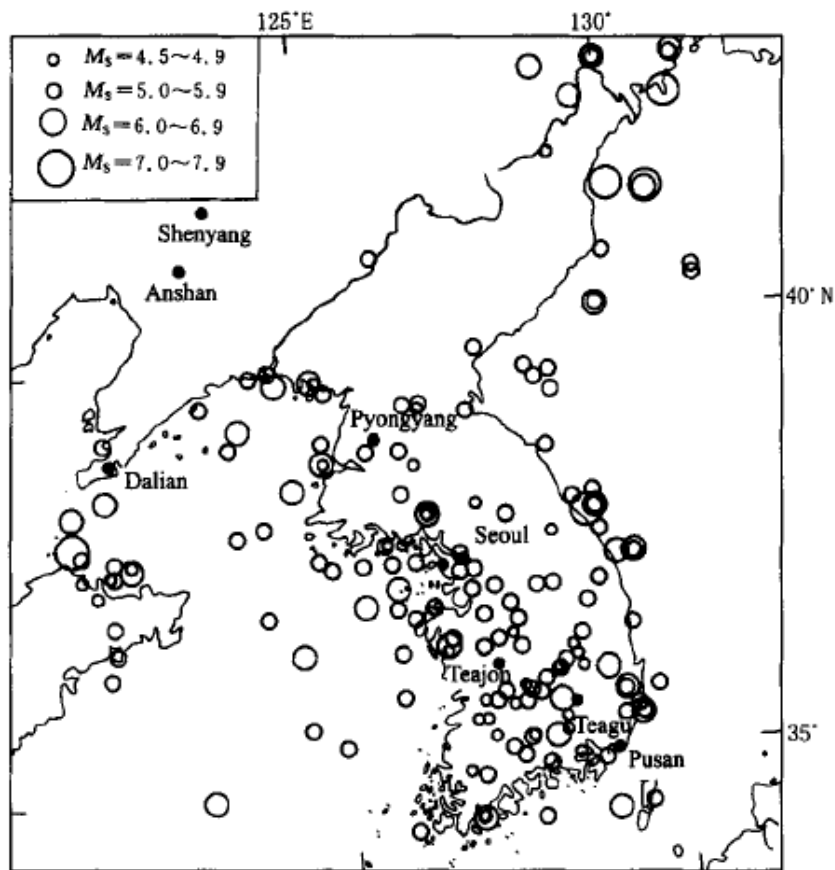 125°E
130°
Ms=4.5~4.9
Ms=5.0~5.9
Ms=6.0~6.9
Ms=7.0~7.9
Shenyang
Anshan
40°N
Pyongyang
Dalian
Seoul
Teajon
Teagu
35°
Pusan